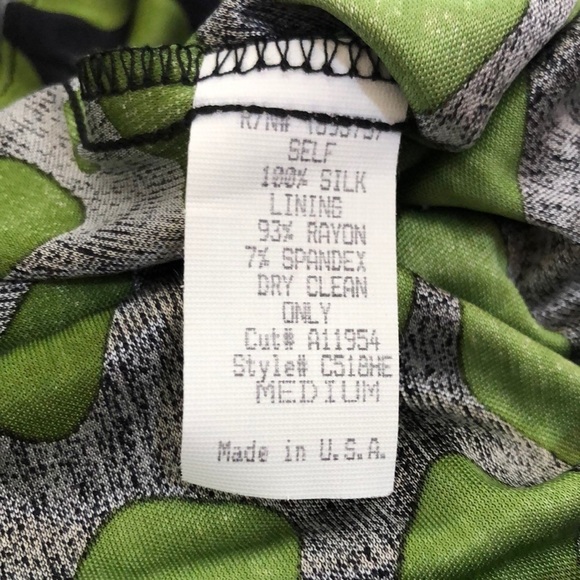 R/N#
SELF
100% SILK
LINING
93% RAYON
7% SPANDEX
DRY CLEAN
ONLY
Cut# A11954
Style# C518HE
MEDIUM
Made in U.S.A.